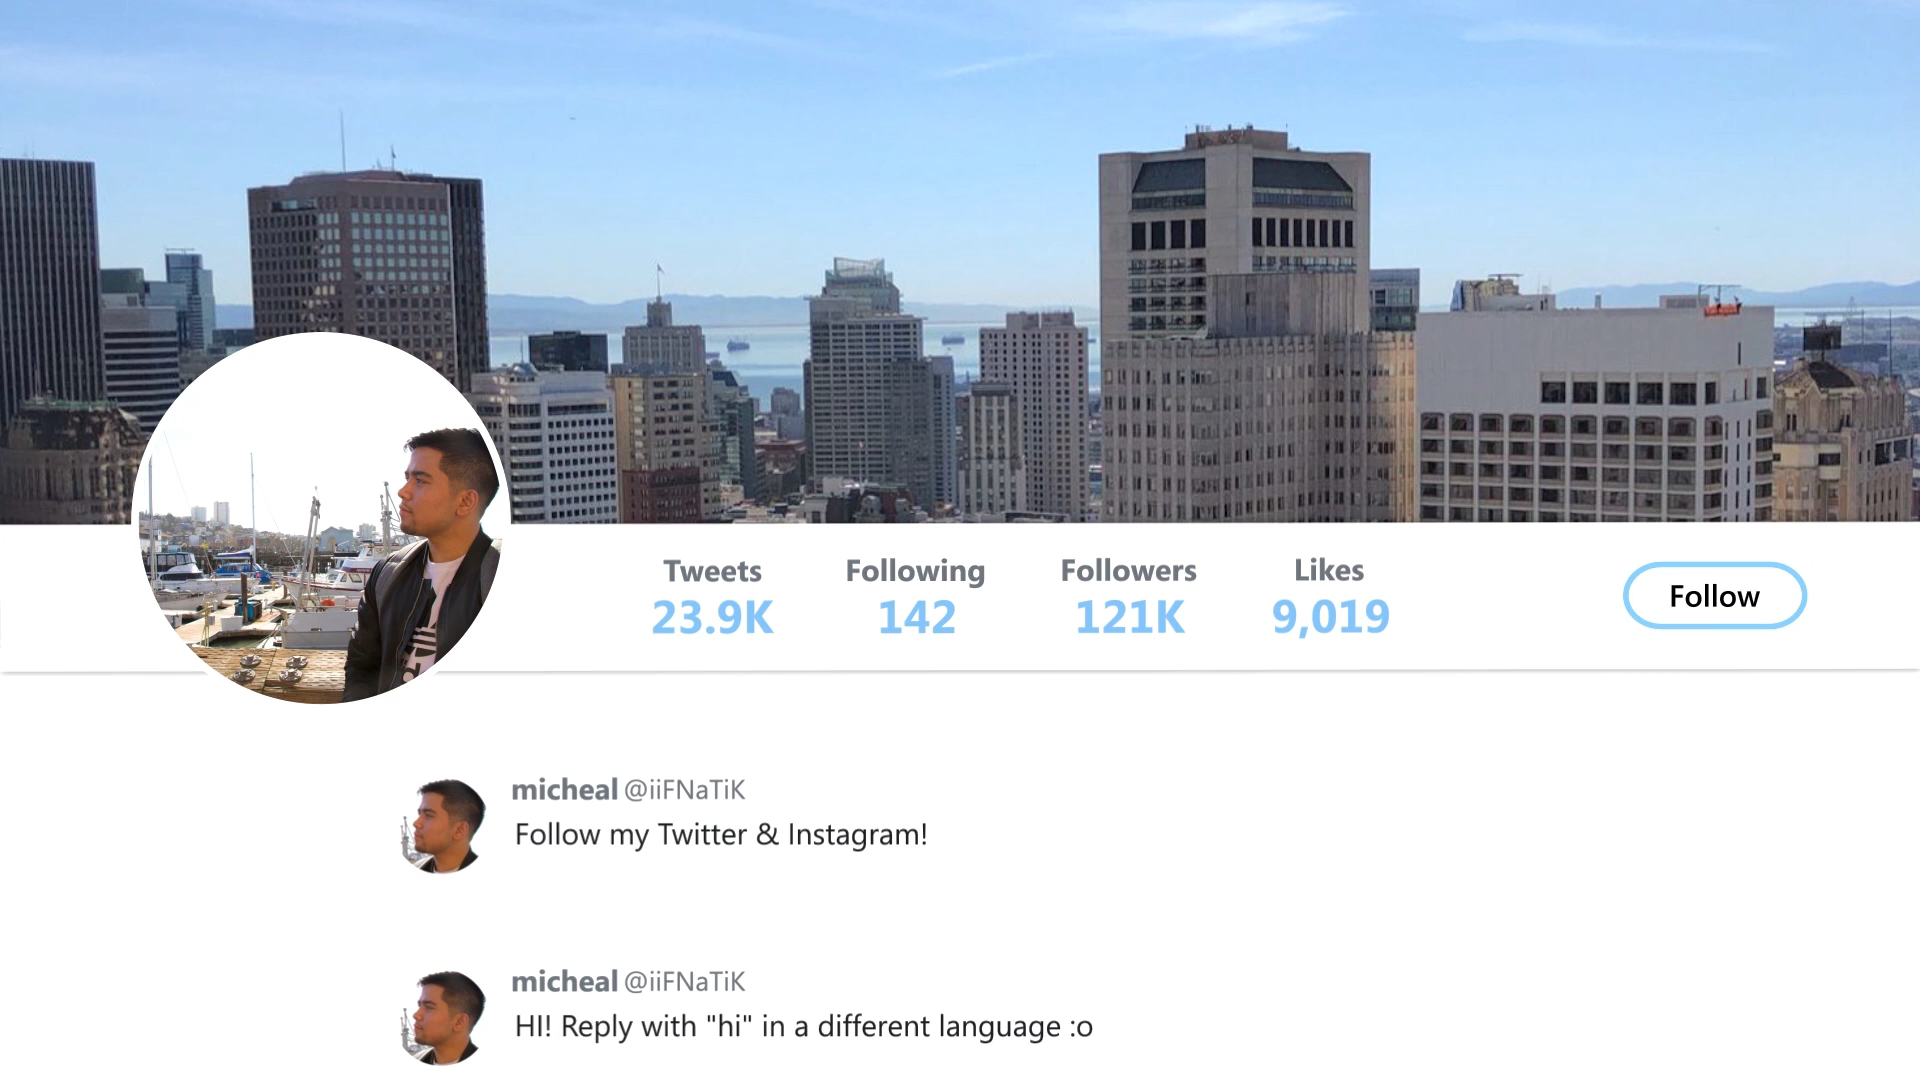 Tweets Following Followers Likes
23.9K 142 121K 9,019
Follow
micheal @iiFNaTiK
Follow my Twitter & Instagram!
micheal @iiFNaTiK
HI! Reply with "hi" in a different language :o